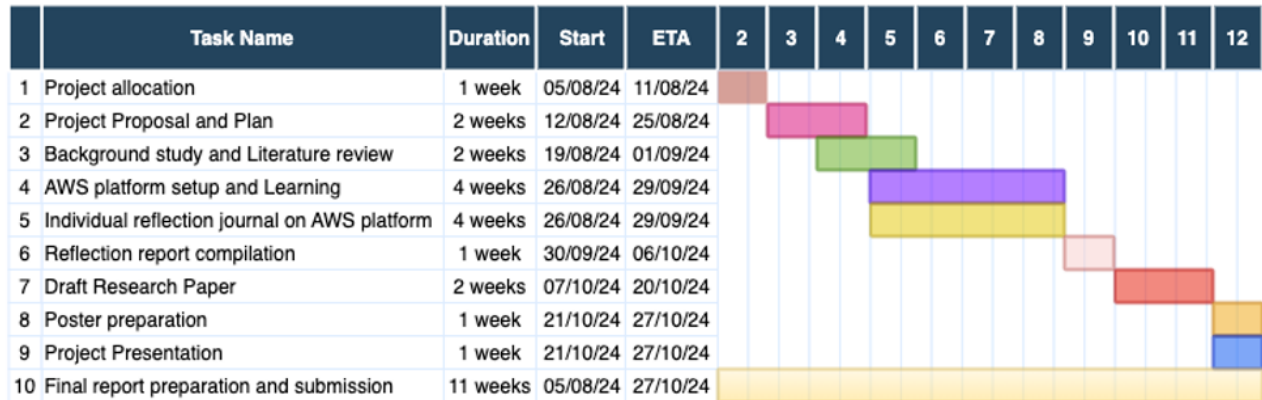 Task Name Duration Start ETA 2 3 4 5 6 7 8 9 10 11 12
1 Project allocation 1 week 05/08/24 11/08/24
2 Project Proposal and Plan 2 weeks 12/08/24 25/08/24
3 Background study and Literature review 2 weeks 19/08/24 01/09/24
4 AWS platform setup and Learning 4 weeks 26/08/24 29/09/24
5 Individual reflection journal on AWS platform 4 weeks 26/08/24 29/09/24
6 Reflection report compilation 1 week 30/09/24 06/10/24
7 Draft Research Paper 2 weeks 07/10/24 20/10/24
8 Poster preparation 1 week 21/10/24 27/10/24
9 Project Presentation 1 week 21/10/24 27/10/24
10 Final report preparation and submission 11 weeks 05/08/24 27/10/24